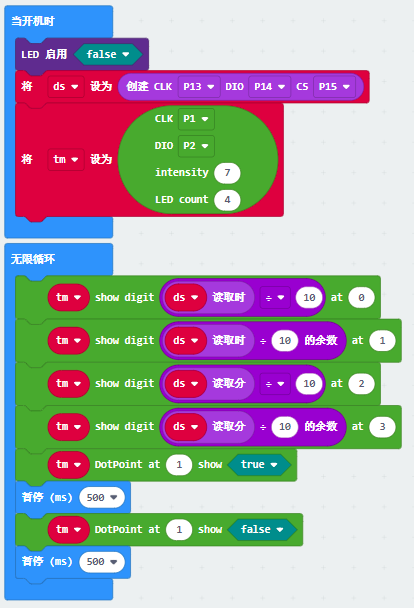 当开机时
LED 启用 false
将 ds 设为 创建 CLK P13 DIO P14 CS P15
将 tm 设为
CLK P1
DIO P2
intensity 7
LED count 4
无限循环
tm show digit ds 读取时 ÷ 10 at 0
tm show digit ds 读取时 ÷ 10 的余数 at 1
tm show digit ds 读取分 ÷ 10 at 2
tm show digit ds 读取分 ÷ 10 的余数 at 3
tm DotPoint at 1 show true
暂停 (ms) 500
tm DotPoint at 1 show false
暂停 (ms) 500